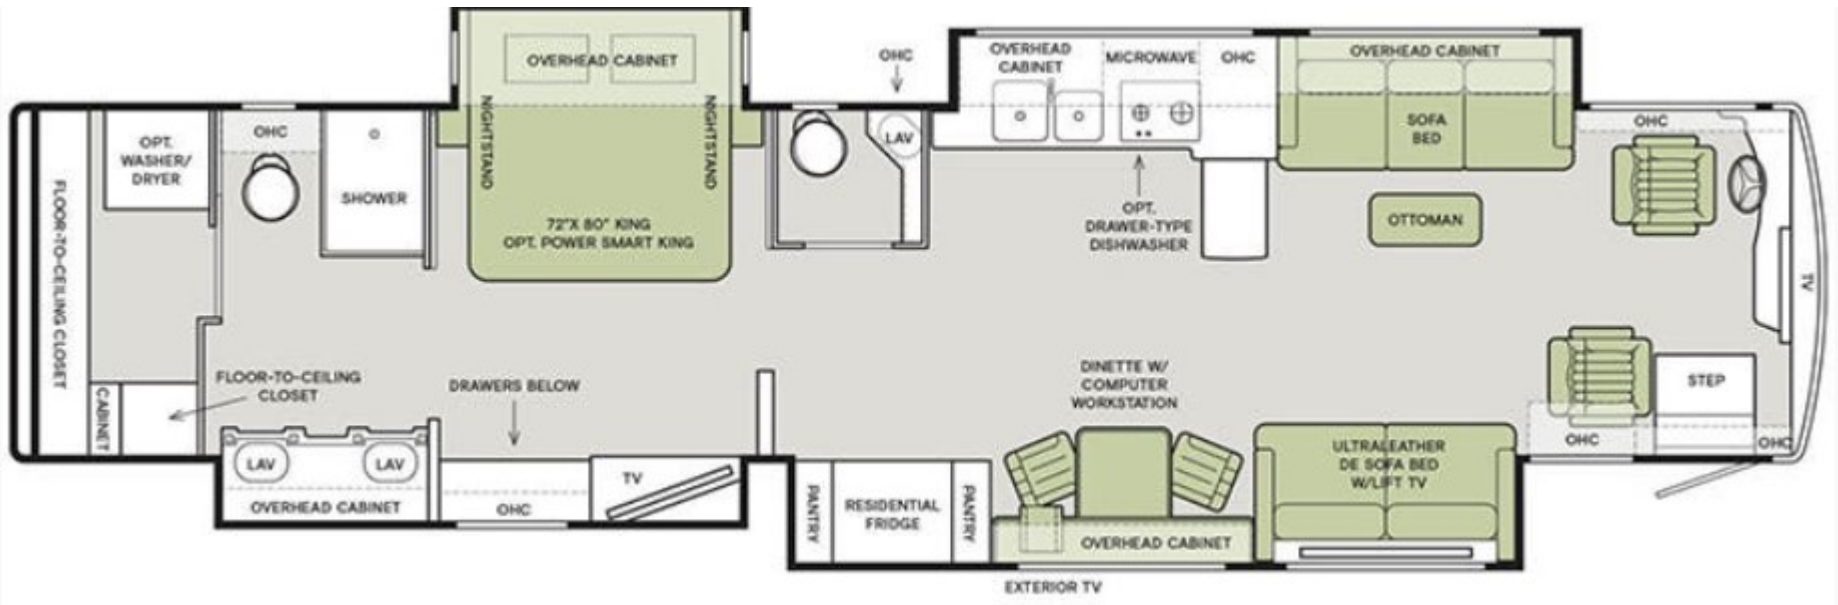 OVERHEAD CABINET
NIGHTSTAND
NIGHTSTAND
72"X 80" KING
OPT. POWER SMART KING
OHC
OVERHEAD
CABINET
MICROWAVE
OHC
OVERHEAD CABINET
SOFA
BED
OHC
OPT.
WASHER/
DRYER
OHC
SHOWER
LAV
OPT.
DRAWER-TYPE
DISHWASHER
OTTOMAN
TV
FLOOR-TO-CEILING CLOSET
CABINET
FLOOR-TO-CEILING
CLOSET
DRAWERS BELOW
DINETTE W/
COMPUTER
WORKSTATION
STEP
OHC
OHC
LAV
LAV
OVERHEAD CABINET
OHC
TV
PANTRY
RESIDENTIAL
FRIDGE
PANTRY
OVERHEAD CABINET
ULTRALEATHER
DE SOFA BED
W/LIFT TV
EXTERIOR TV